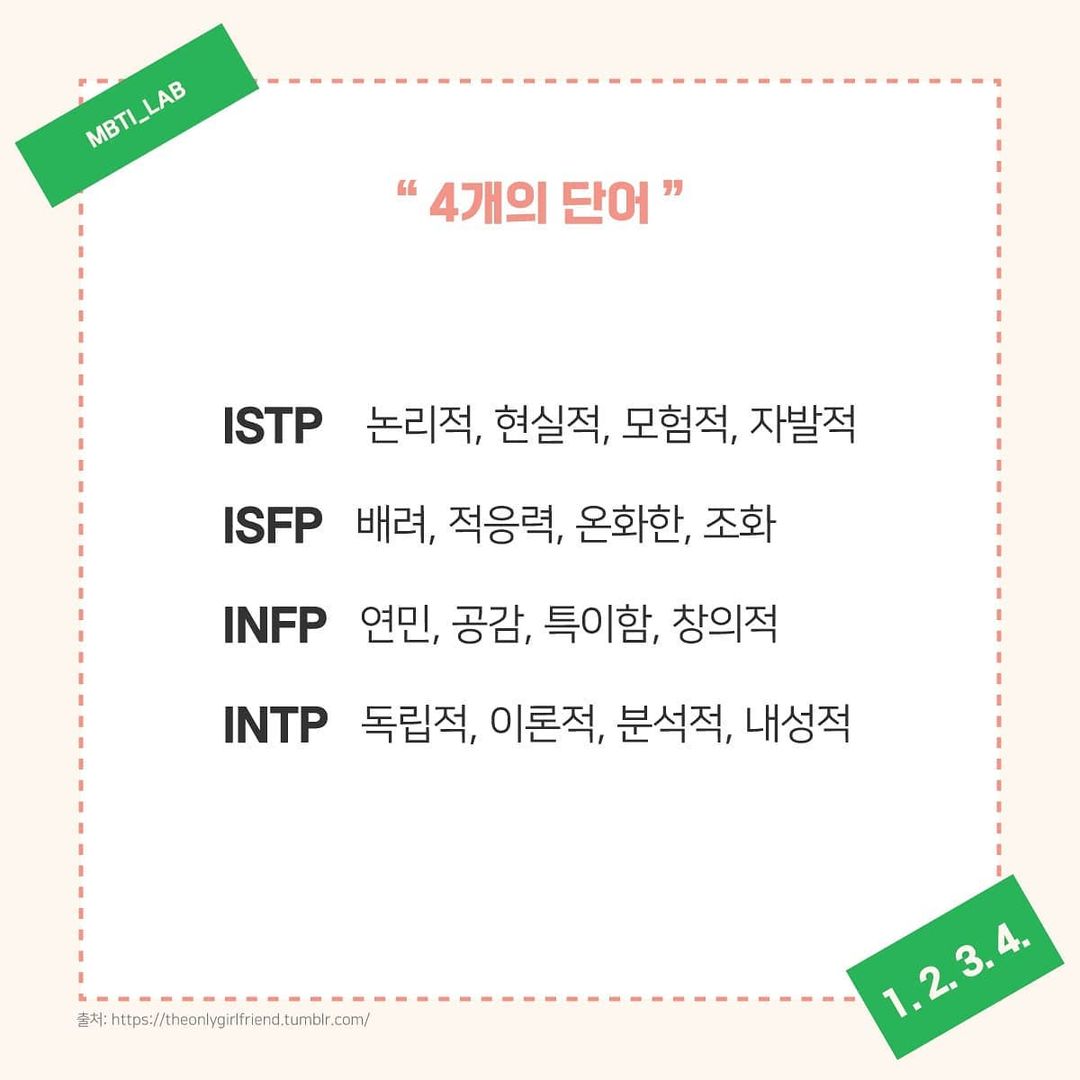 MBTI_LAB
“ 4개의 단어 ”
ISTP 논리적, 현실적, 모험적, 자발적
ISFP 배려, 적응력, 온화한, 조화
INFP 연민, 공감, 특이함, 창의적
INTP 독립적, 이론적, 분석적, 내성적
1. 2. 3. 4.
출처: https://theonlygirlfriend.tumblr.com/